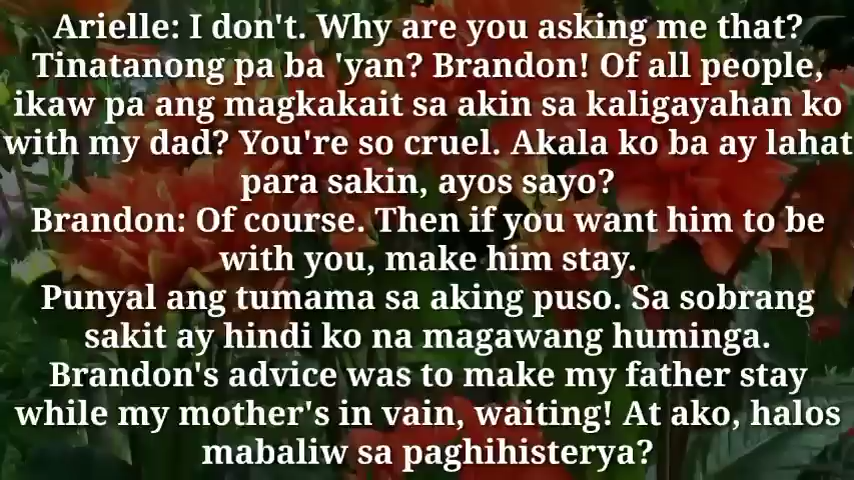 Arielle: I don't. Why are you asking me that?
Tinatanong pa ba 'yan? Brandon! Of all people,
ikaw pa ang magkakait sa akin sa kaligayahan ko
with my dad? You're so cruel. Akala ko ba ay lahat
para sakin, ayos sayo?
Brandon: Of course. Then if you want him to be
with you, make him stay.
Punyal ang tumama sa aking puso. Sa sobrang
sakit ay hindi ko na magawang huminga.
Brandon's advice was to make my father stay
while my mother's in vain, waiting! At ako, halos
mabaliw sa paghihisterya?